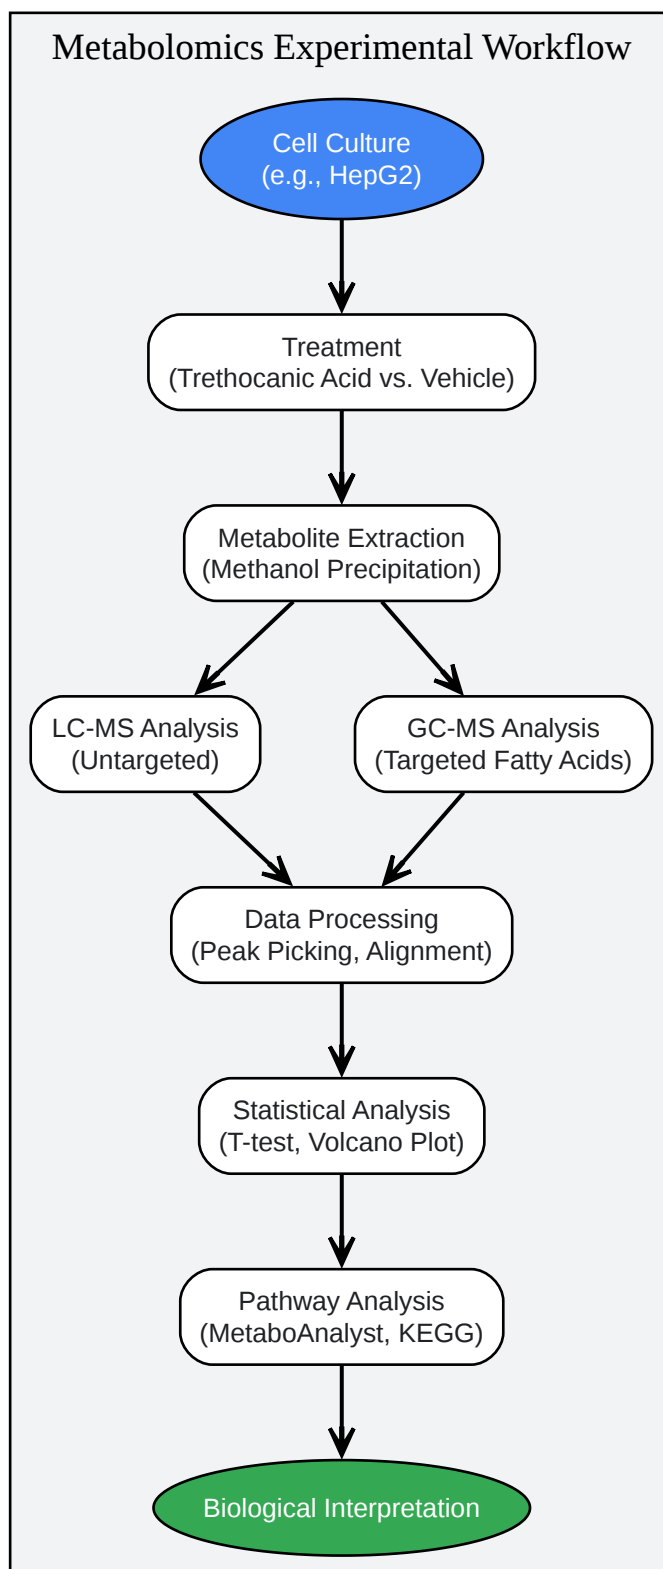 Metabolomics Experimental Workflow
Cell Culture
(e.g., HepG2)
Treatment
(Trethocanic Acid vs. Vehicle)
Metabolite Extraction
(Methanol Precipitation)
LC-MS Analysis
(Untargeted)
GC-MS Analysis
(Targeted Fatty Acids)
Data Processing
(Peak Picking, Alignment)
Statistical Analysis
(T-test, Volcano Plot)
Pathway Analysis
(MetaboAnalyst, KEGG)
Biological Interpretation